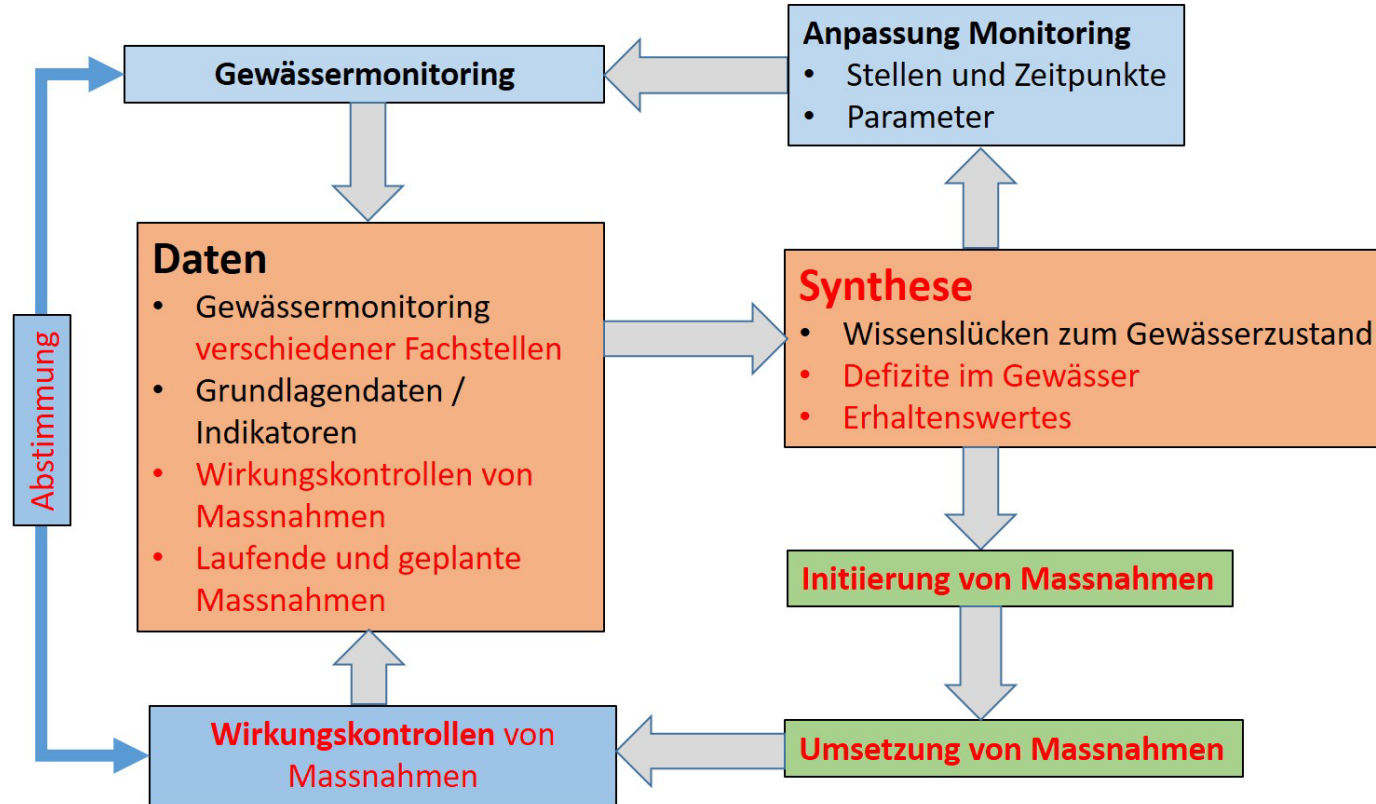 Gewässermonitoring
Anpassung Monitoring
• Stellen und Zeitpunkte
• Parameter
Abstimmung
Daten
• Gewässermonitoring
verschiedener Fachstellen
• Grundlagendaten /
Indikatoren
• Wirkungskontrollen von
Massnahmen
• Laufende und geplante
Massnahmen
Synthese
• Wissenslücken zum Gewässerzustand
• Defizite im Gewässer
• Erhaltenswertes
Initiierung von Massnahmen
Umsetzung von Massnahmen
Wirkungskontrollen von
Massnahmen